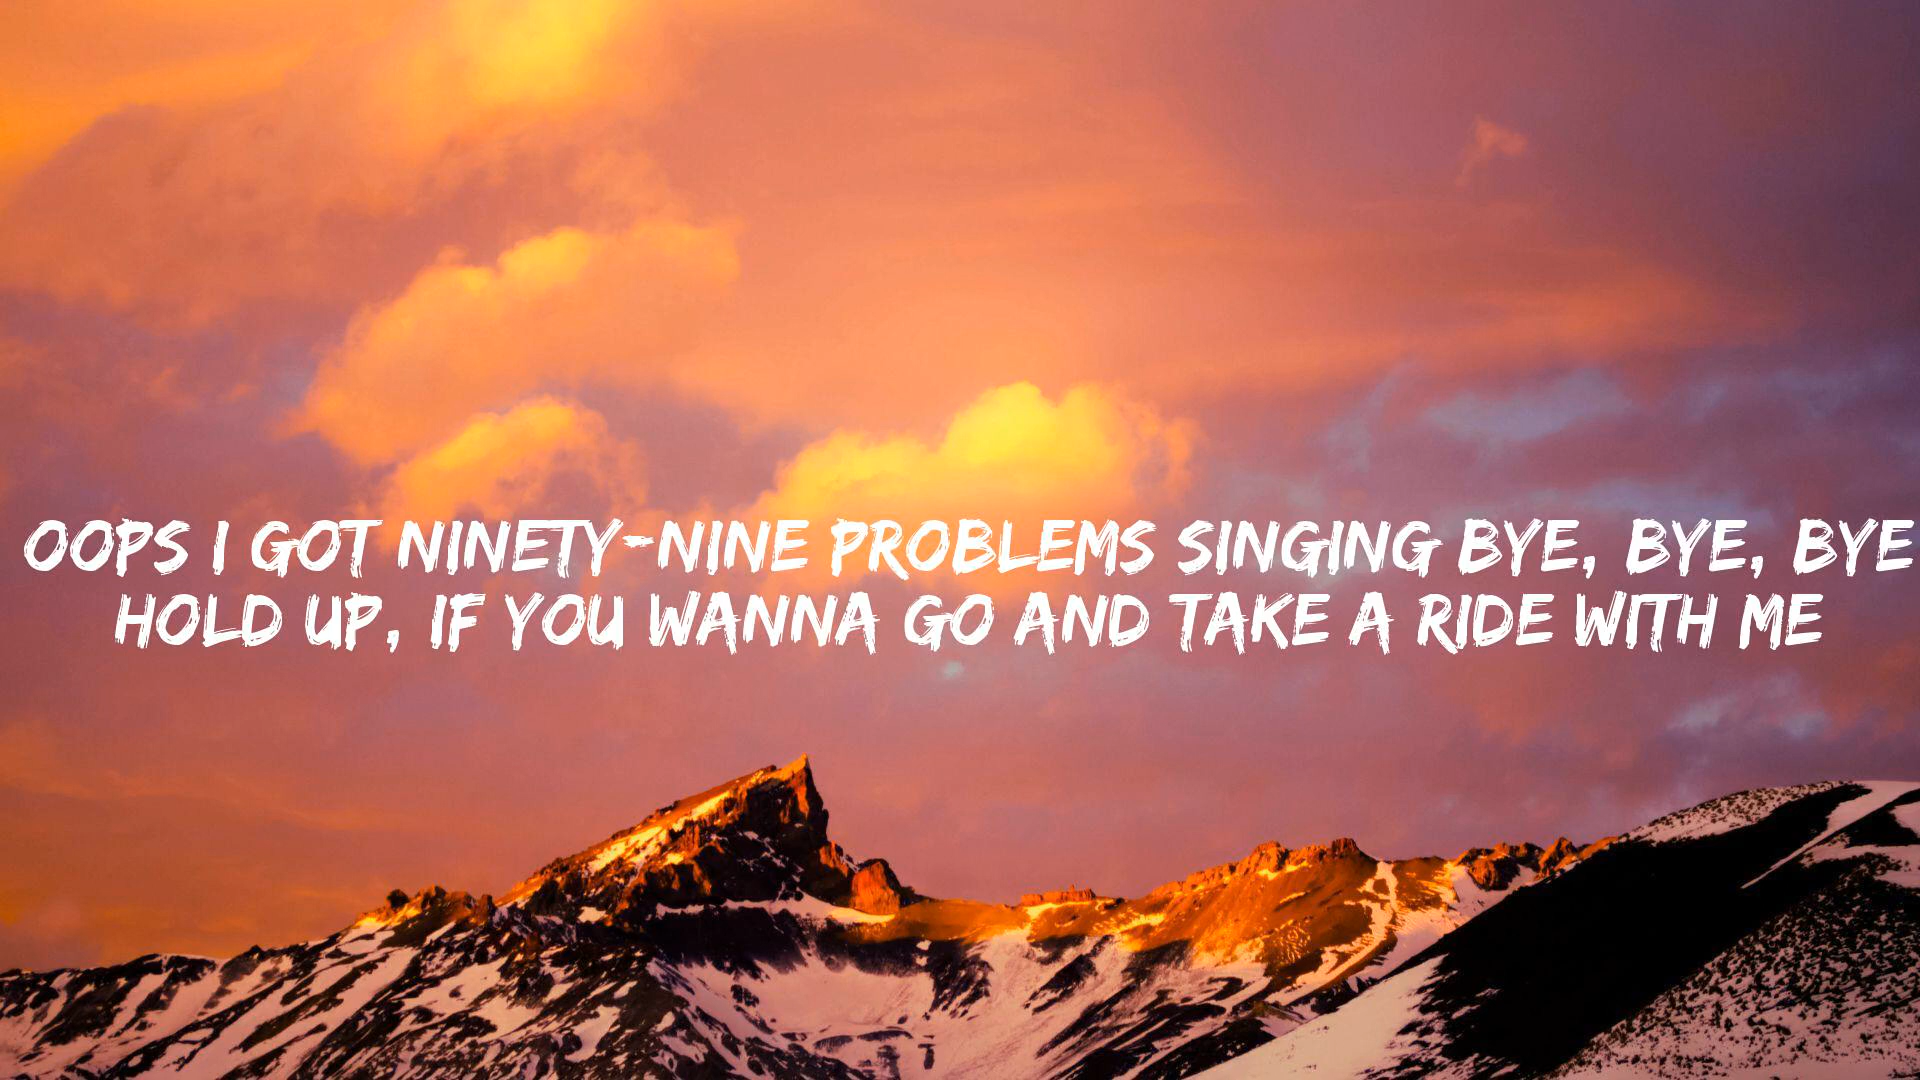 OOPS I GOT NINETY-NINE PROBLEMS SINGING BYE, BYE, BYE
HOLD UP, IF YOU WANNA GO AND TAKE A RIDE WITH ME